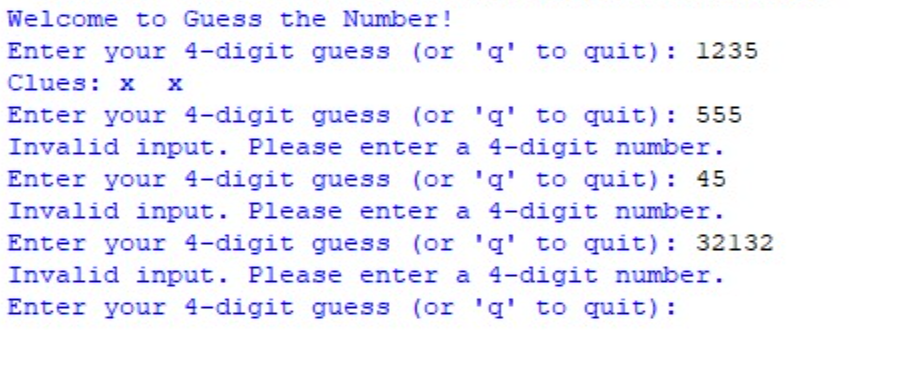 Welcome to Guess the Number!
Enter your 4-digit guess (or 'q' to quit): 1235
Clues: x  x
Enter your 4-digit guess (or 'q' to quit): 555
Invalid input. Please enter a 4-digit number.
Enter your 4-digit guess (or 'q' to quit): 45
Invalid input. Please enter a 4-digit number.
Enter your 4-digit guess (or 'q' to quit): 32132
Invalid input. Please enter a 4-digit number.
Enter your 4-digit guess (or 'q' to quit):